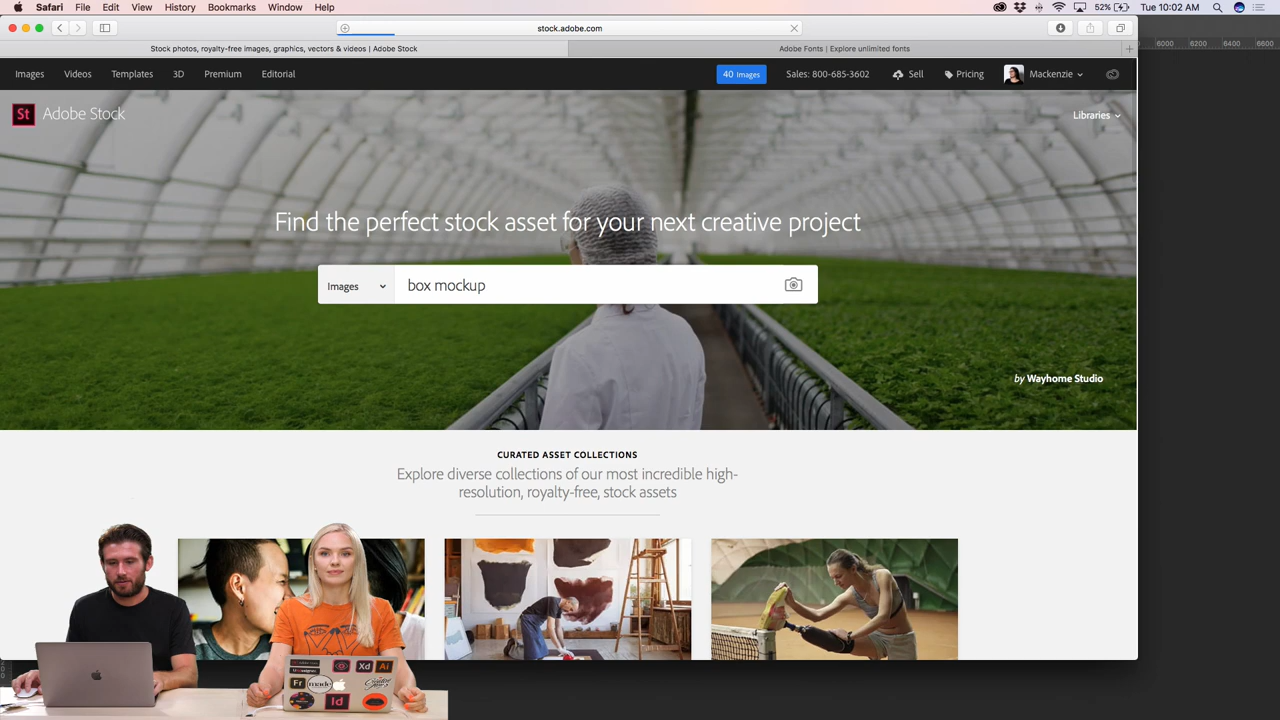 Safari File Edit View History Bookmarks Window Help
52% Tue 10:02 AM
stock.adobe.com
Stock photos, royalty-free images, graphics, vectors & videos | Adobe Stock
Adobe Fonts | Explore unlimited fonts
6000 6200 6400 6600
Images Videos Templates 3D Premium Editorial
40 Images Sales: 800-685-3602 Sell Pricing Mackenzie
St Adobe Stock
Libraries
Find the perfect stock asset for your next creative project
Images box mockup
by Wayhome Studio
CURATED ASSET COLLECTIONS
Explore diverse collections of our most incredible high-
resolution, royalty-free, stock assets
Xd Ai
Fr made
Id